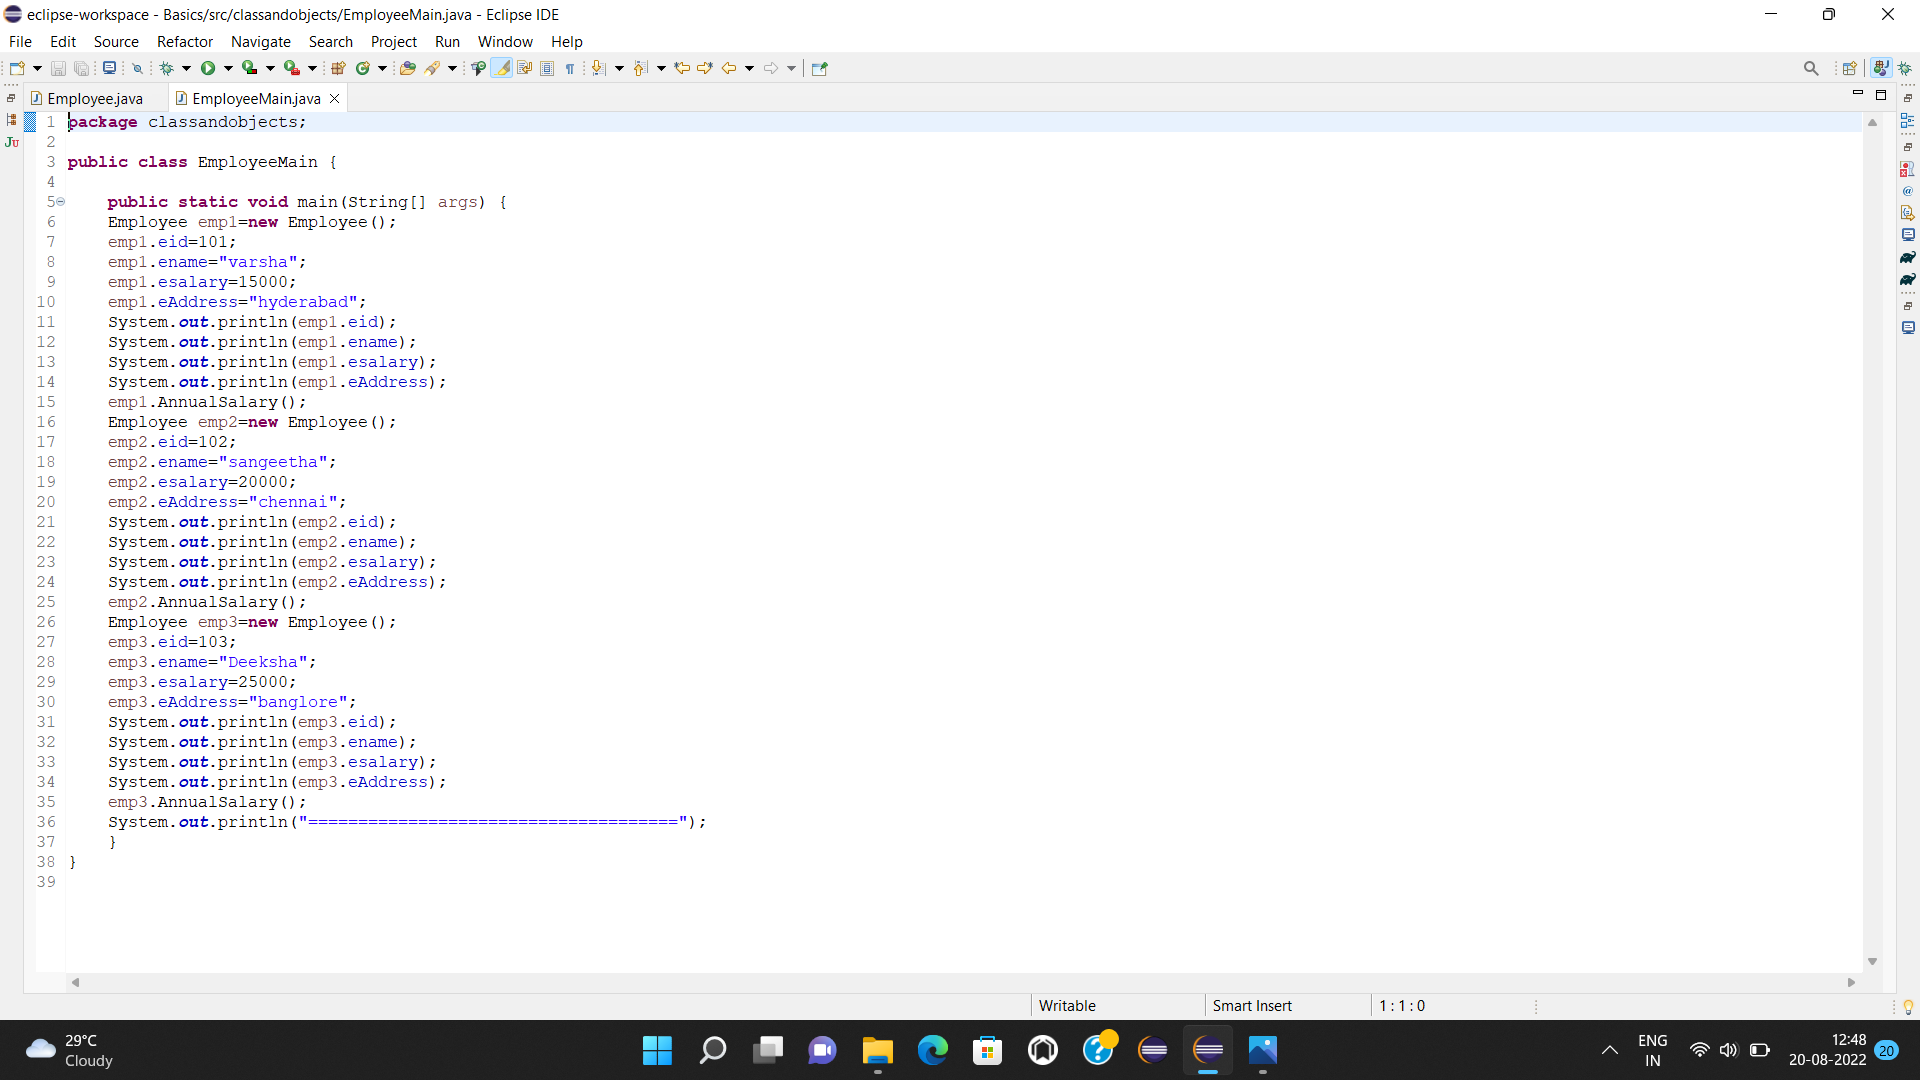 eclipse-workspace - Basics/src/classandobjects/EmployeeMain.java - Eclipse IDE
File Edit Source Refactor Navigate Search Project Run Window Help
Employee.java EmployeeMain.java
1 package classandobjects;
2
3 public class EmployeeMain {
4
5 public static void main(String[] args) {
6 Employee emp1=new Employee();
7 emp1.eid=101;
8 emp1.ename="varsha";
9 emp1.esalary=15000;
10 emp1.eAddress="hyderabad";
11 System.out.println(emp1.eid);
12 System.out.println(emp1.ename);
13 System.out.println(emp1.esalary);
14 System.out.println(emp1.eAddress);
15 emp1.AnnualSalary();
16 Employee emp2=new Employee();
17 emp2.eid=102;
18 emp2.ename="sangeetha";
19 emp2.esalary=20000;
20 emp2.eAddress="chennai";
21 System.out.println(emp2.eid);
22 System.out.println(emp2.ename);
23 System.out.println(emp2.esalary);
24 System.out.println(emp2.eAddress);
25 emp2.AnnualSalary();
26 Employee emp3=new Employee();
27 emp3.eid=103;
28 emp3.ename="Deeksha";
29 emp3.esalary=25000;
30 emp3.eAddress="banglore";
31 System.out.println(emp3.eid);
32 System.out.println(emp3.ename);
33 System.out.println(emp3.esalary);
34 System.out.println(emp3.eAddress);
35 emp3.AnnualSalary();
36 System.out.println("=====================================");
37 }
38 }
39
Writable Smart Insert 1 : 1 : 0
29°C
Cloudy
ENG
IN
12:48
20-08-2022
20